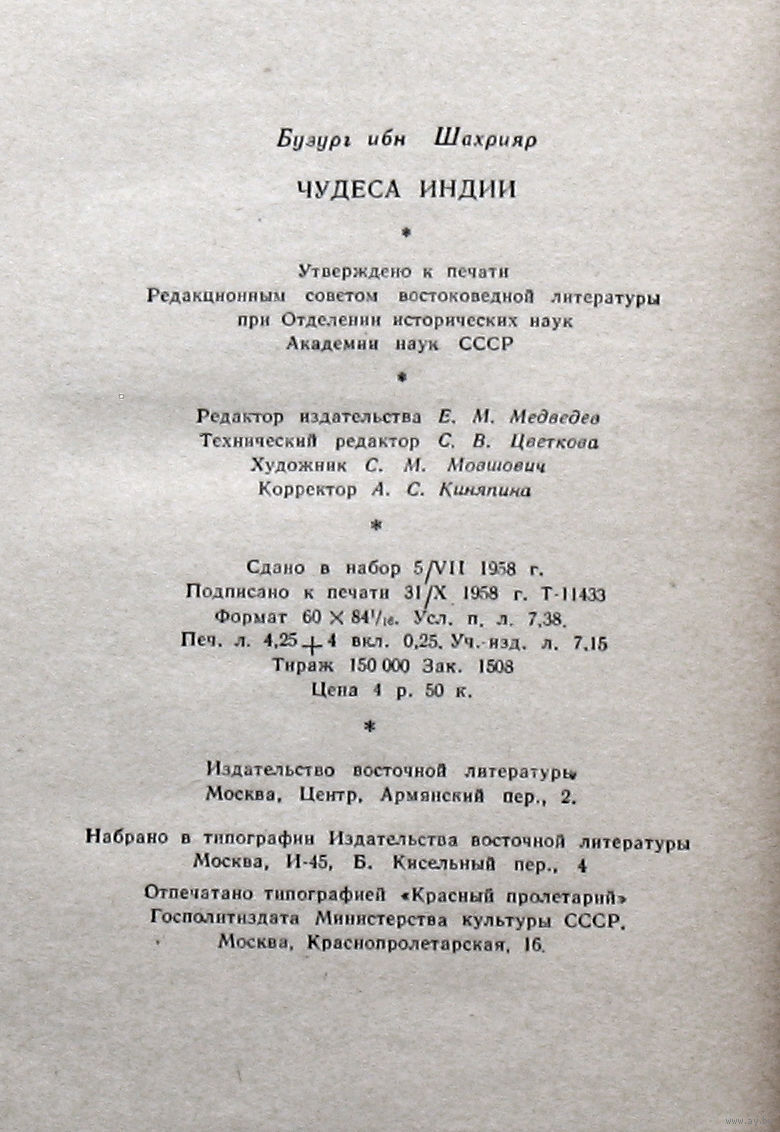 Бузург ибн Шахрияр
ЧУДЕСА ИНДИИ
*
Утверждено к печати
Редакционным советом востоковедной литературы
при Отделении исторических наук
Академии наук СССР
*
Редактор издательства Е. М. Медведев
Технический редактор С. В. Цветкова
Художник С. М. Мовшович
Корректор А. С. Киняпина
*
Сдано в набор 5/VII 1958 г.
Подписано к печати 31/X 1958 г. Т-11433
Формат 60 × 84 1/16. Усл. п. л. 7,38.
Печ. л. 4,25 + 4 вкл. 0,25. Уч.-изд. л. 7,15
Тираж 150 000 Зак. 1508
Цена 4 р. 50 к.
*
Издательство восточной литературы
Москва, Центр, Армянский пер., 2.
Набрано в типографии Издательства восточной литературы
Москва, И-45, Б. Кисельный пер., 4
Отпечатано типографией «Красный пролетарий»
Госполитиздата Министерства культуры СССР.
Москва, Краснопролетарская, 16.